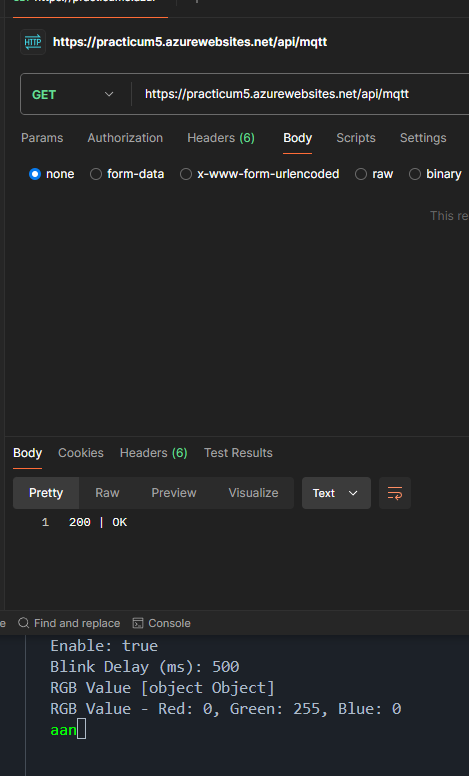 HTTP https://practicum5.azurewebsites.net/api/mqtt
GET https://practicum5.azurewebsites.net/api/mqtt
Params Authorization Headers (6) Body Scripts Settings
none form-data x-www-form-urlencoded raw binary
This re
Body Cookies Headers (6) Test Results
Pretty Raw Preview Visualize Text
1 200 | OK
e Find and replace Console
Enable: true
Blink Delay (ms): 500
RGB Value [object Object]
RGB Value - Red: 0, Green: 255, Blue: 0
aan